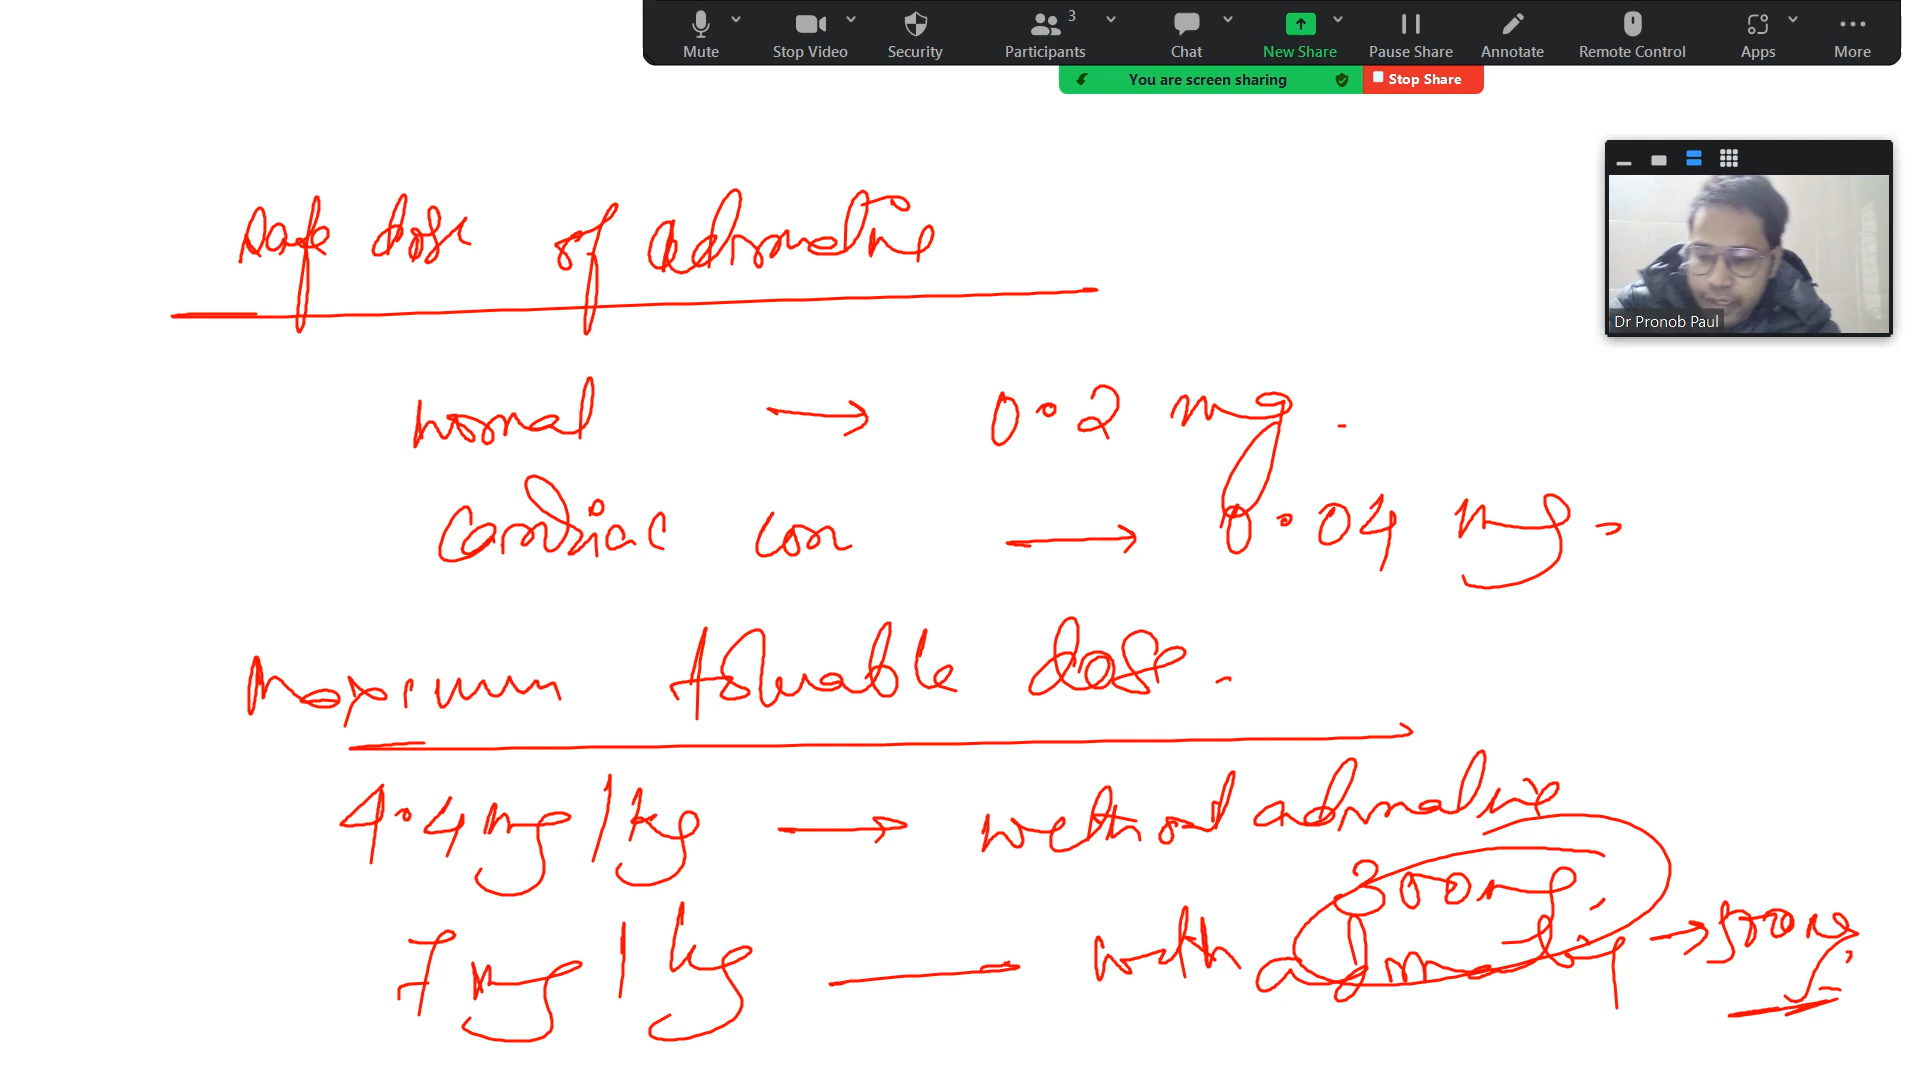 3
Mute Stop Video Security Participants Chat New Share Pause Share Annotate Remote Control Apps More
You are screen sharing Stop Share
Dr Pronob Paul
safe dose of adrenaline
normal → 0.2 mg.
cardiac con → 0.04 mg.
Maximum tolerable dose.
4.4 mg/kg → without adrenaline
300 mg.
7 mg/kg — with adrenaline → 500 mg